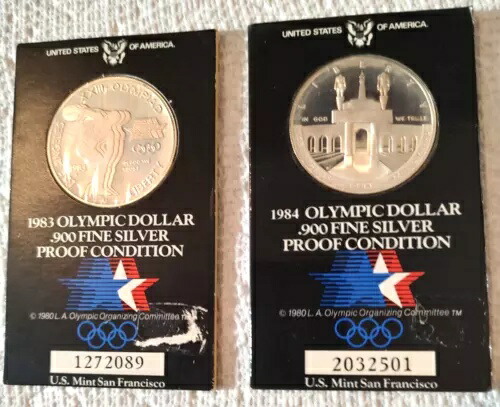 UNITED STATES OF AMERICA.
LIBERTY
1983 OLYMPIC DOLLAR
.900 FINE SILVER
PROOF CONDITION
© 1980 L.A. Olympic Organizing Committee TM
1272089
U.S. Mint San Francisco
UNITED STATES OF AMERICA.
LIBERTY
IN GOD WE TRUST
1984 OLYMPIC DOLLAR
.900 FINE SILVER
PROOF CONDITION
© 1980 L.A. Olympic Organizing Committee TM
2032501
U.S. Mint San Francisco